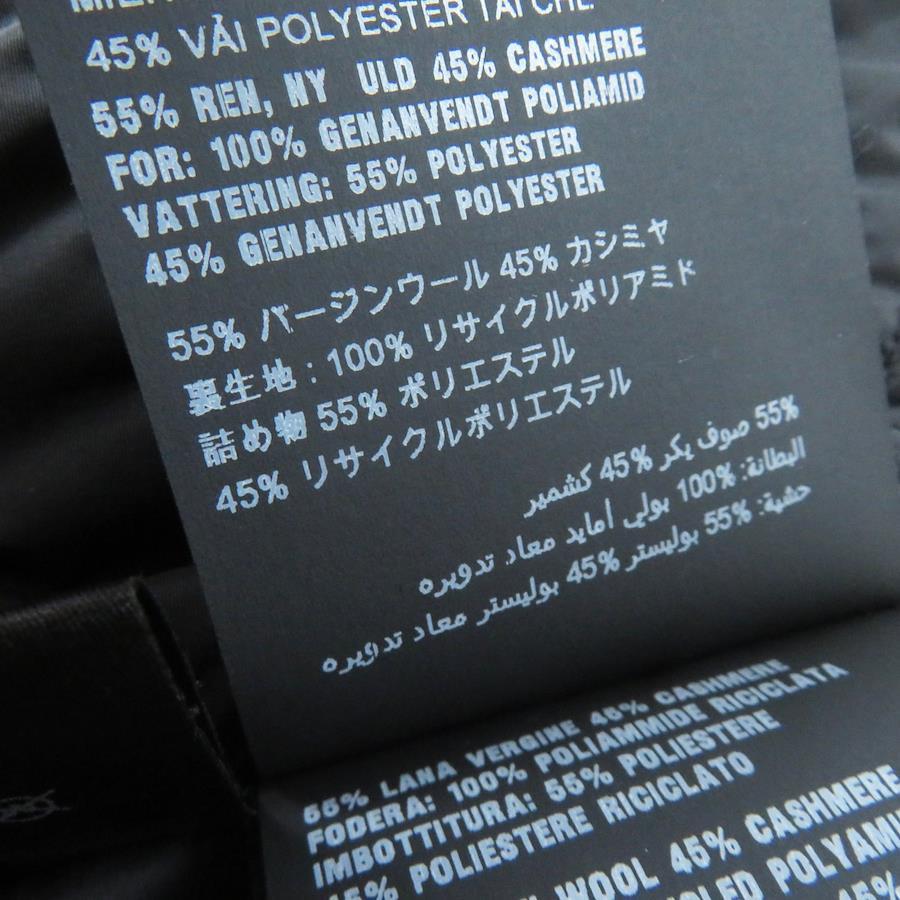 45% VẢI POLYESTER TÁI CHẾ
55% REN, NY ULD 45% CASHMERE
FOR: 100% GENANVENDT POLIAMID
VATTERING: 55% POLYESTER
45% GENANVENDT POLYESTER
55% バージンウール 45% カシミヤ
裏生地 : 100% リサイクルポリアミド
詰め物 55% ポリエステル
45% リサイクルポリエステル
55% صوف يكر %45 كشمير
البطانة: %100 بولي أمايد معاد تدويره
حشية: %55 بوليستر %45 بوليستر معاد تدويره
55% LANA VERGINE 45% CASHMERE
FODERA: 100% POLIAMMIDE RICICLATA
IMBOTTITURA: 55% POLIESTERE
45% POLIESTERE RICICLATO
WOOL 45% CASHMERE
45%